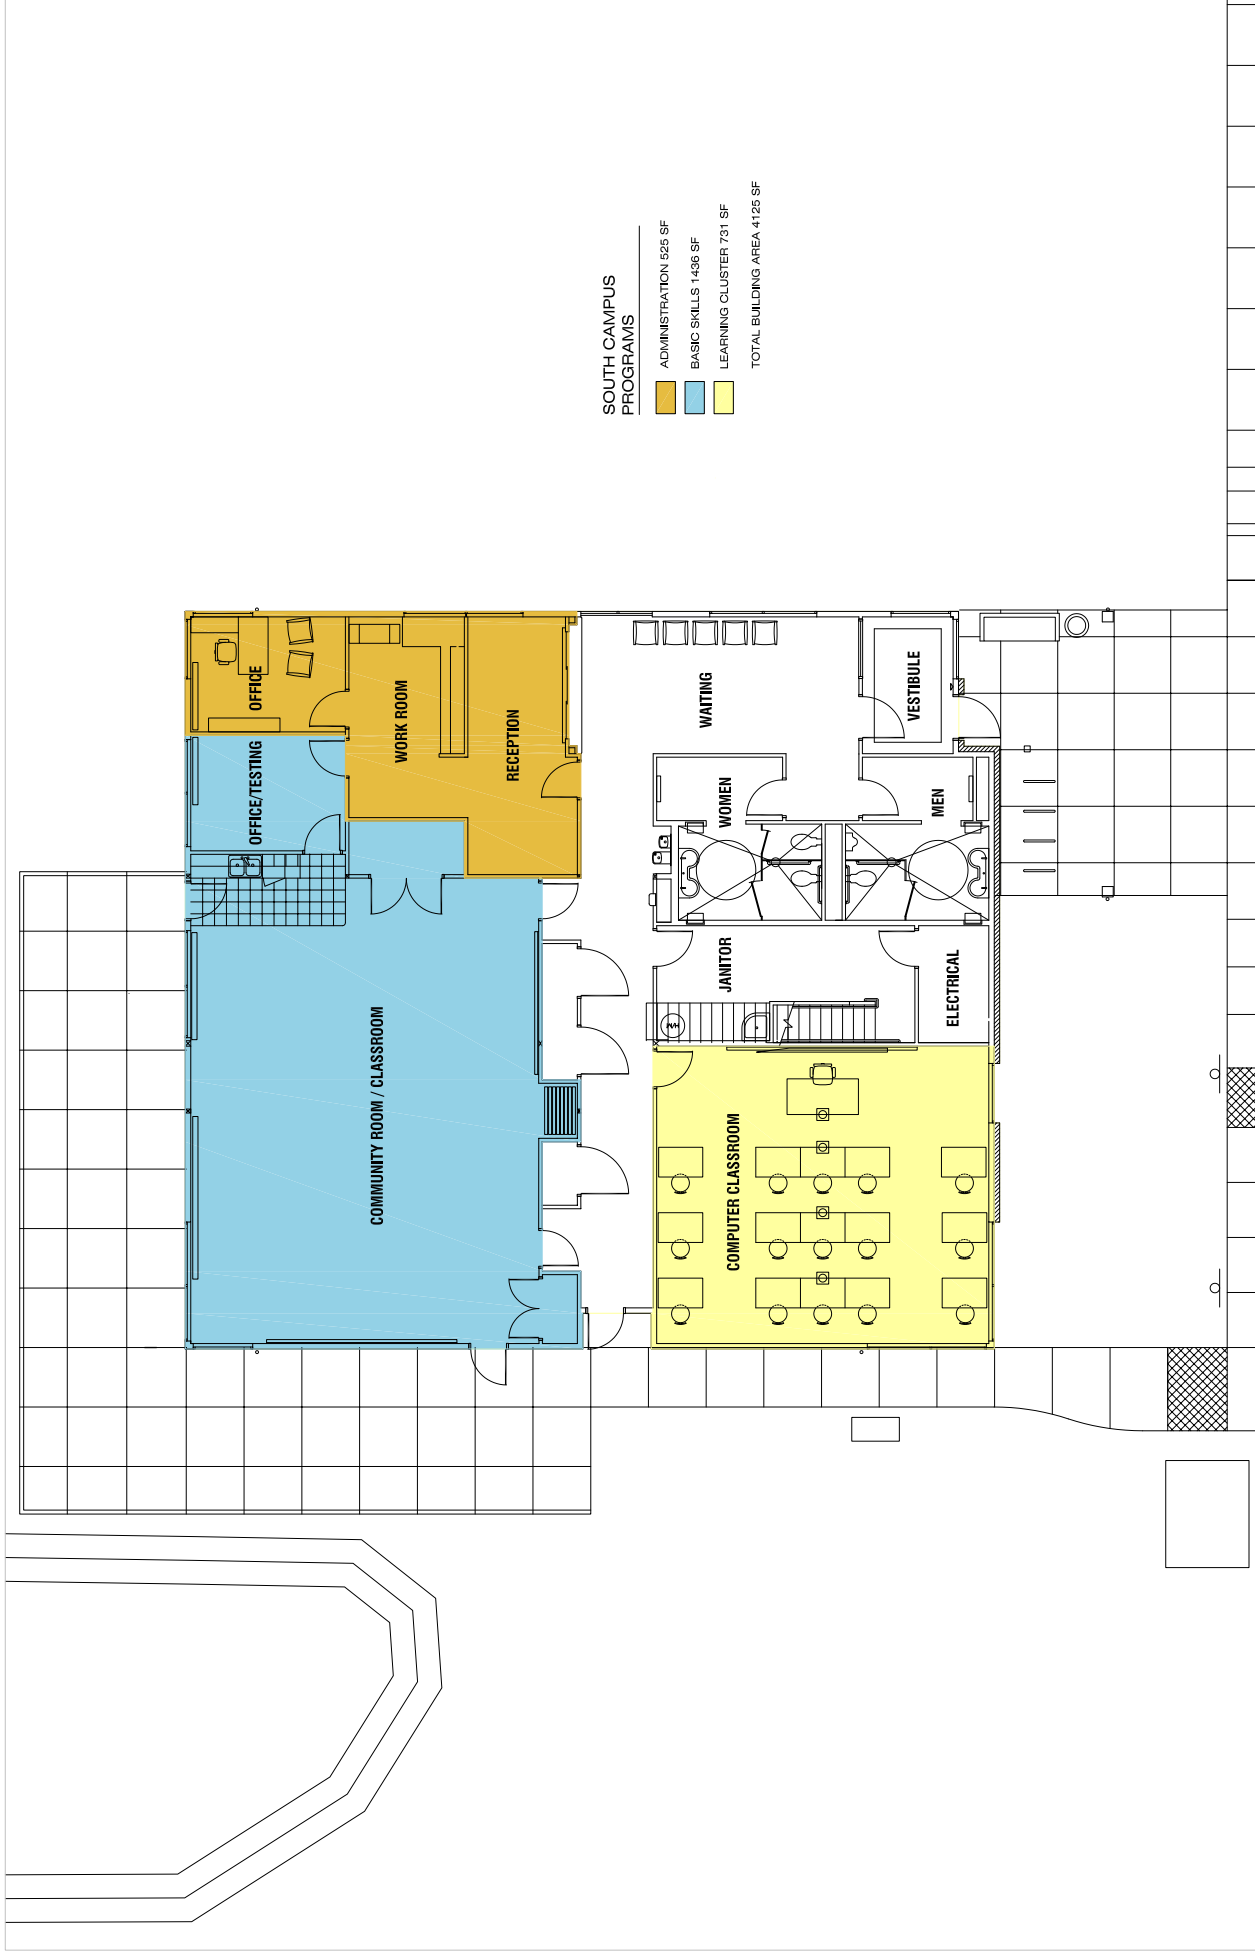 SOUTH CAMPUS
PROGRAMS
ADMINISTRATION 525 SF
BASIC SKILLS 1436 SF
LEARNING CLUSTER 731 SF
TOTAL BUILDING AREA 4125 SF
OFFICE
OFFICE/TESTING
WORK ROOM
RECEPTION
COMMUNITY ROOM / CLASSROOM
WAITING
VESTIBULE
WOMEN
MEN
JANITOR
ELECTRICAL
H/W
COMPUTER CLASSROOM